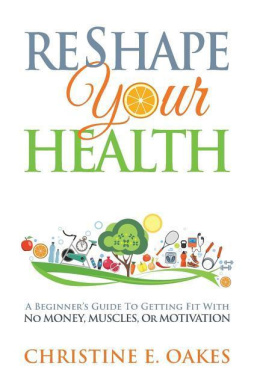 RESHAPE
Your
HEALTH
A BEGINNER'S GUIDE TO GETTING FIT WITH
NO MONEY, MUSCLES, OR MOTIVATION
CHRISTINE E. OAKES